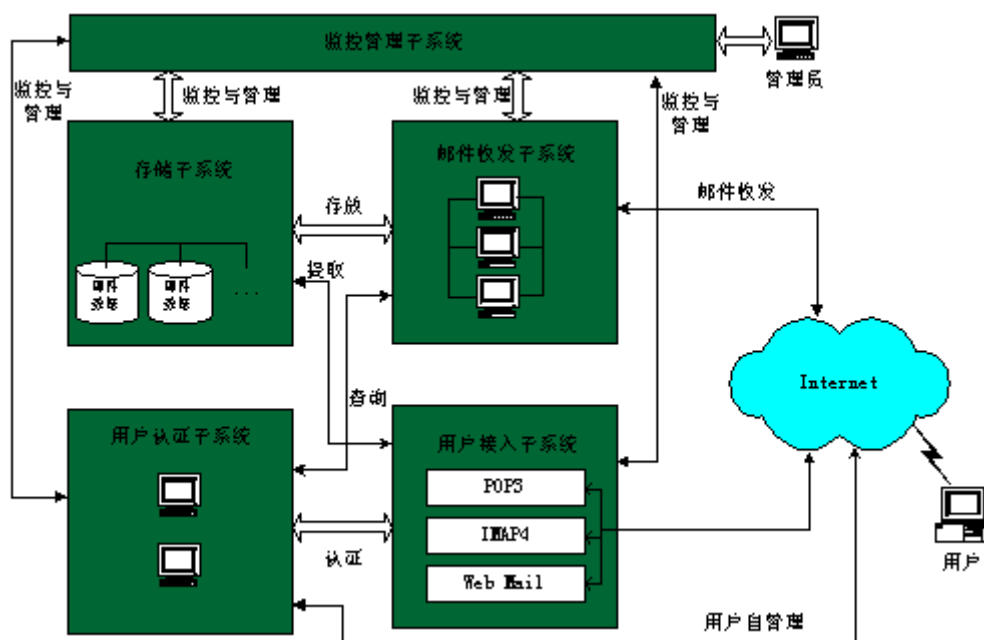 监控管理子系统
管理员
监控与
管理
监控与管理
监控与管理
监控与
管理
存储子系统
邮件收发子系统
邮件收发
存放
提取
邮件
...
邮件
Internet
查询
用户认证子系统
用户接入子系统
POP3
IMAP4
Web Mail
认证
用户
用户自管理